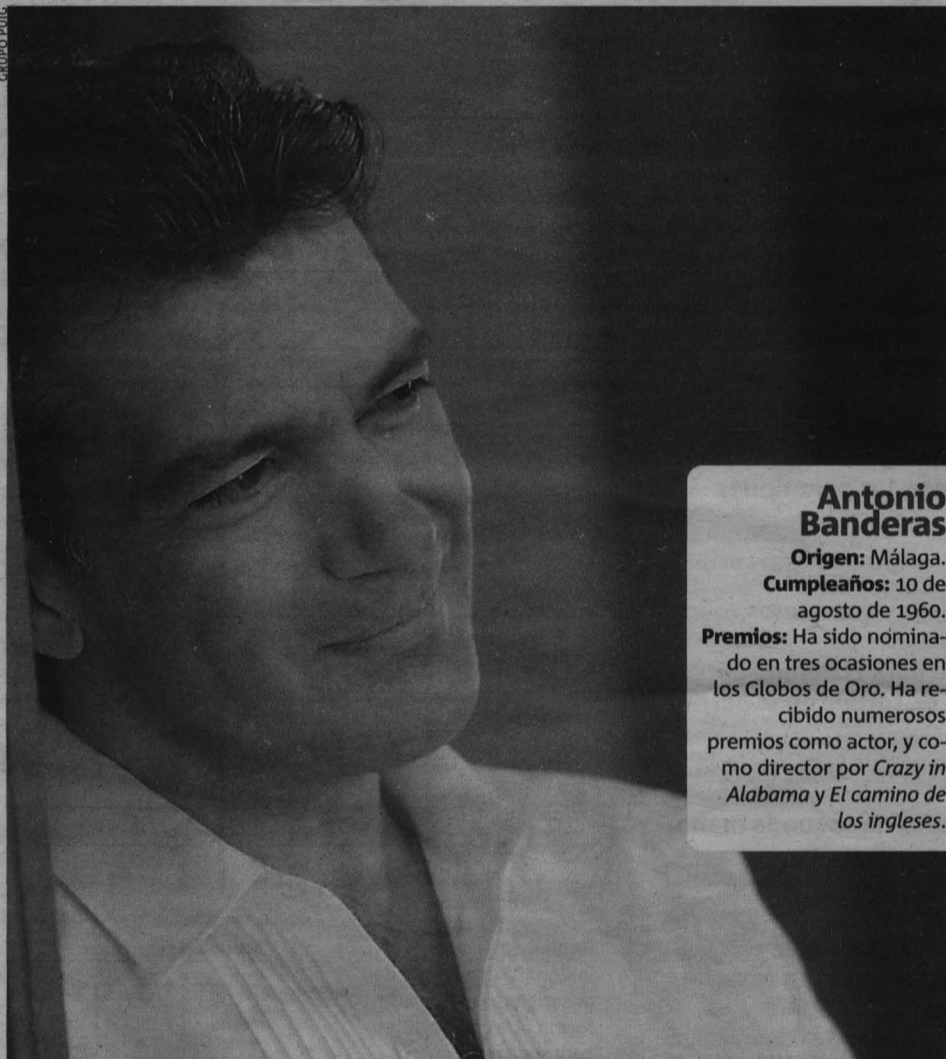 GRUPO PUIG
Antonio
Banderas
Origen: Málaga.
Cumpleaños: 10 de
agosto de 1960.
Premios: Ha sido nomina-
do en tres ocasiones en
los Globos de Oro. Ha re-
cibido numerosos
premios como actor, y co-
mo director por Crazy in
Alabama y El camino de
los ingleses.